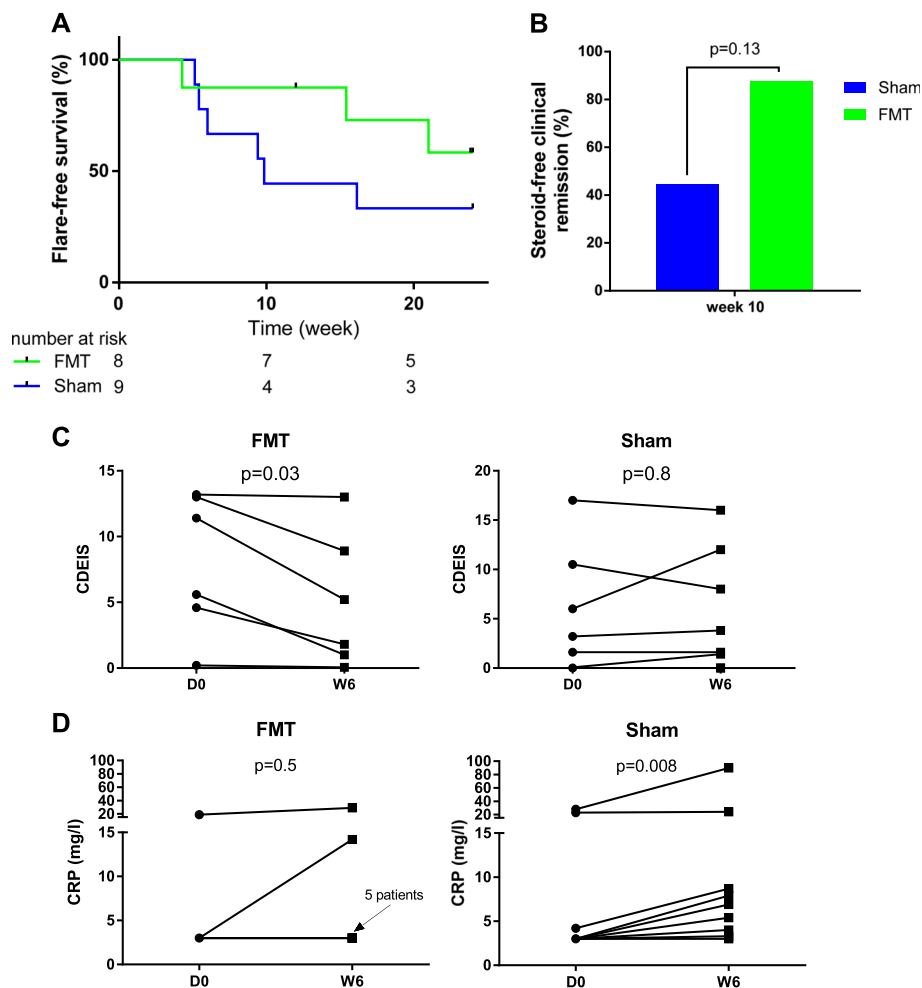 A
Flare-free survival (%)
100
50
0
0
10
20
Time (week)
number at risk
FMT 8 7 5
Sham 9 4 3
B
p=0.13
Steroid-free clinical
remission (%)
100
80
60
40
20
0
week 10
Sham
FMT
C
FMT
p=0.03
CDEIS
15
10
5
0
D0
W6
Sham
p=0.8
CDEIS
20
15
10
5
0
D0
W6
D
FMT
p=0.5
CRP (mg/l)
100
80
60
40
20
15
10
5
0
5 patients
D0
W6
Sham
p=0.008
CRP (mg/l)
100
80
60
40
20
15
10
5
0
D0
W6